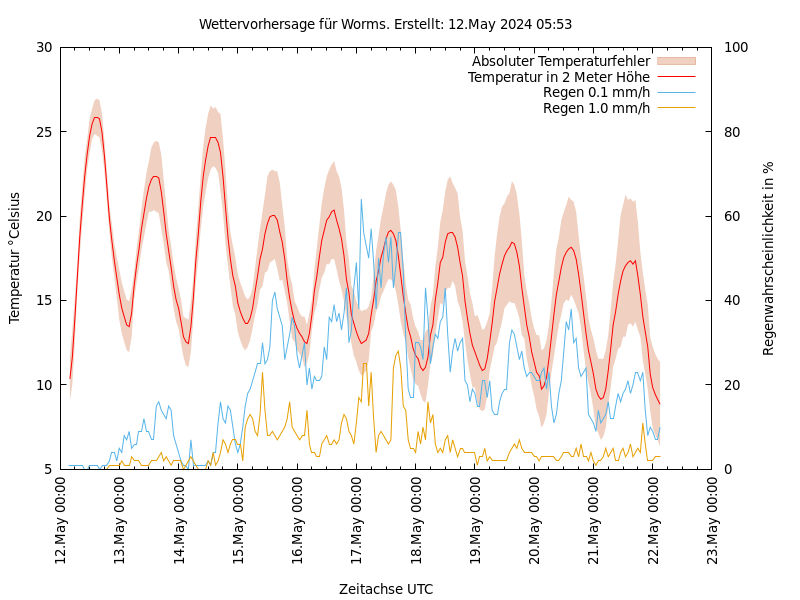 Wettervorhersage für Worms. Erstellt: 12.May 2024 05:53
Absoluter Temperaturfehler
Temperatur in 2 Meter Höhe
Regen 0.1 mm/h
Regen 1.0 mm/h
Temperatur °Celsius
30
25
20
15
10
5
100
80
60
40
20
0
Regenwahrscheinlichkeit in %
12.May 00:00
13.May 00:00
14.May 00:00
15.May 00:00
16.May 00:00
17.May 00:00
18.May 00:00
19.May 00:00
20.May 00:00
21.May 00:00
22.May 00:00
23.May 00:00
Zeitachse UTC